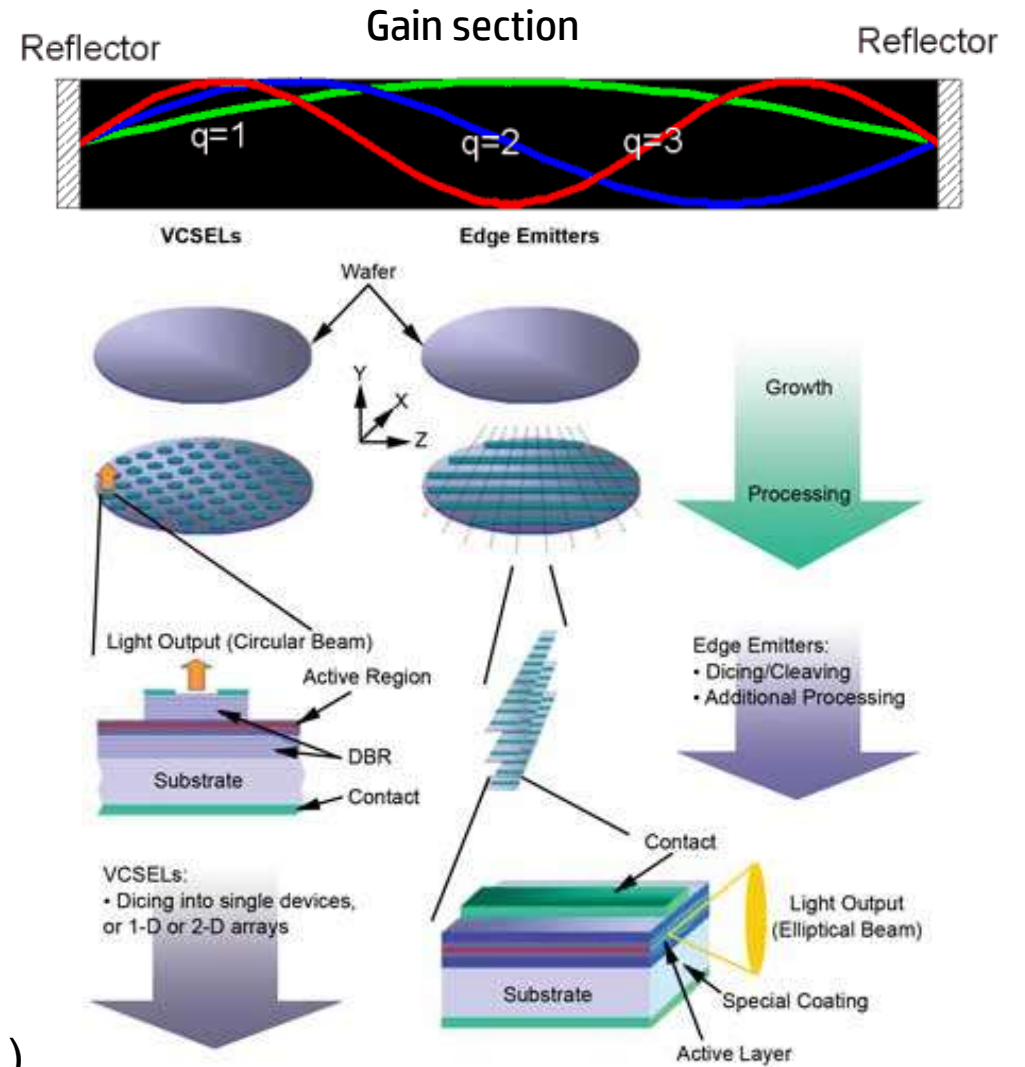 Gain section
Reflector
Reflector
q=1
q=2
q=3
VCSELs
Edge Emitters
Wafer
Y
X
Z
Growth
Processing
Light Output (Circular Beam)
Active Region
DBR
Substrate
Contact
Edge Emitters:
• Dicing/Cleaving
• Additional Processing
VCSELs:
• Dicing into single devices,
or 1-D or 2-D arrays
Contact
Light Output
(Elliptical Beam)
Substrate
Special Coating
Active Layer
)